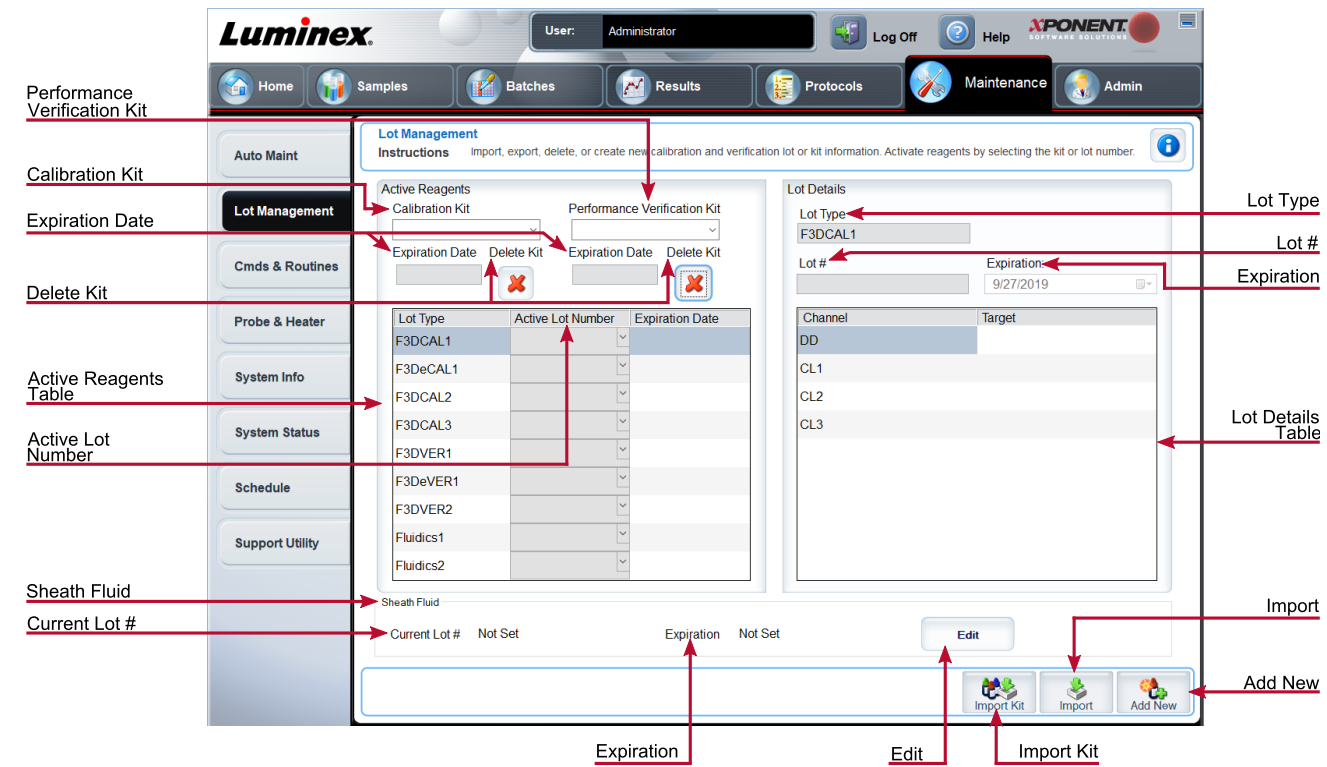 Luminex.
User: Administrator
Log Off
Help
XPONENT.
SOFTWARE SOLUTIONS
Home
Samples
Batches
Results
Protocols
Maintenance
Admin
Performance
Verification Kit
Calibration Kit
Expiration Date
Delete Kit
Active Reagents
Table
Active Lot
Number
Sheath Fluid
Current Lot #
Auto Maint
Lot Management
Cmds & Routines
Probe & Heater
System Info
System Status
Schedule
Support Utility
Lot Management
Instructions Import, export, delete, or create new calibration and verification lot or kit information. Activate reagents by selecting the kit or lot number.
Active Reagents
Calibration Kit Performance Verification Kit
Expiration Date Delete Kit Expiration Date Delete Kit
Lot Type Active Lot Number Expiration Date
F3DCAL1
F3DeCAL1
F3DCAL2
F3DCAL3
F3DVER1
F3DeVER1
F3DVER2
Fluidics1
Fluidics2
Lot Details
Lot Type
F3DCAL1
Lot # Expiration
9/27/2019
Channel Target
DD
CL1
CL2
CL3
Sheath Fluid
Current Lot # Not Set Expiration Not Set Edit
Import Kit Import Add New
Lot Type
Lot #
Expiration
Lot Details
Table
Import
Add New
Expiration
Edit
Import Kit